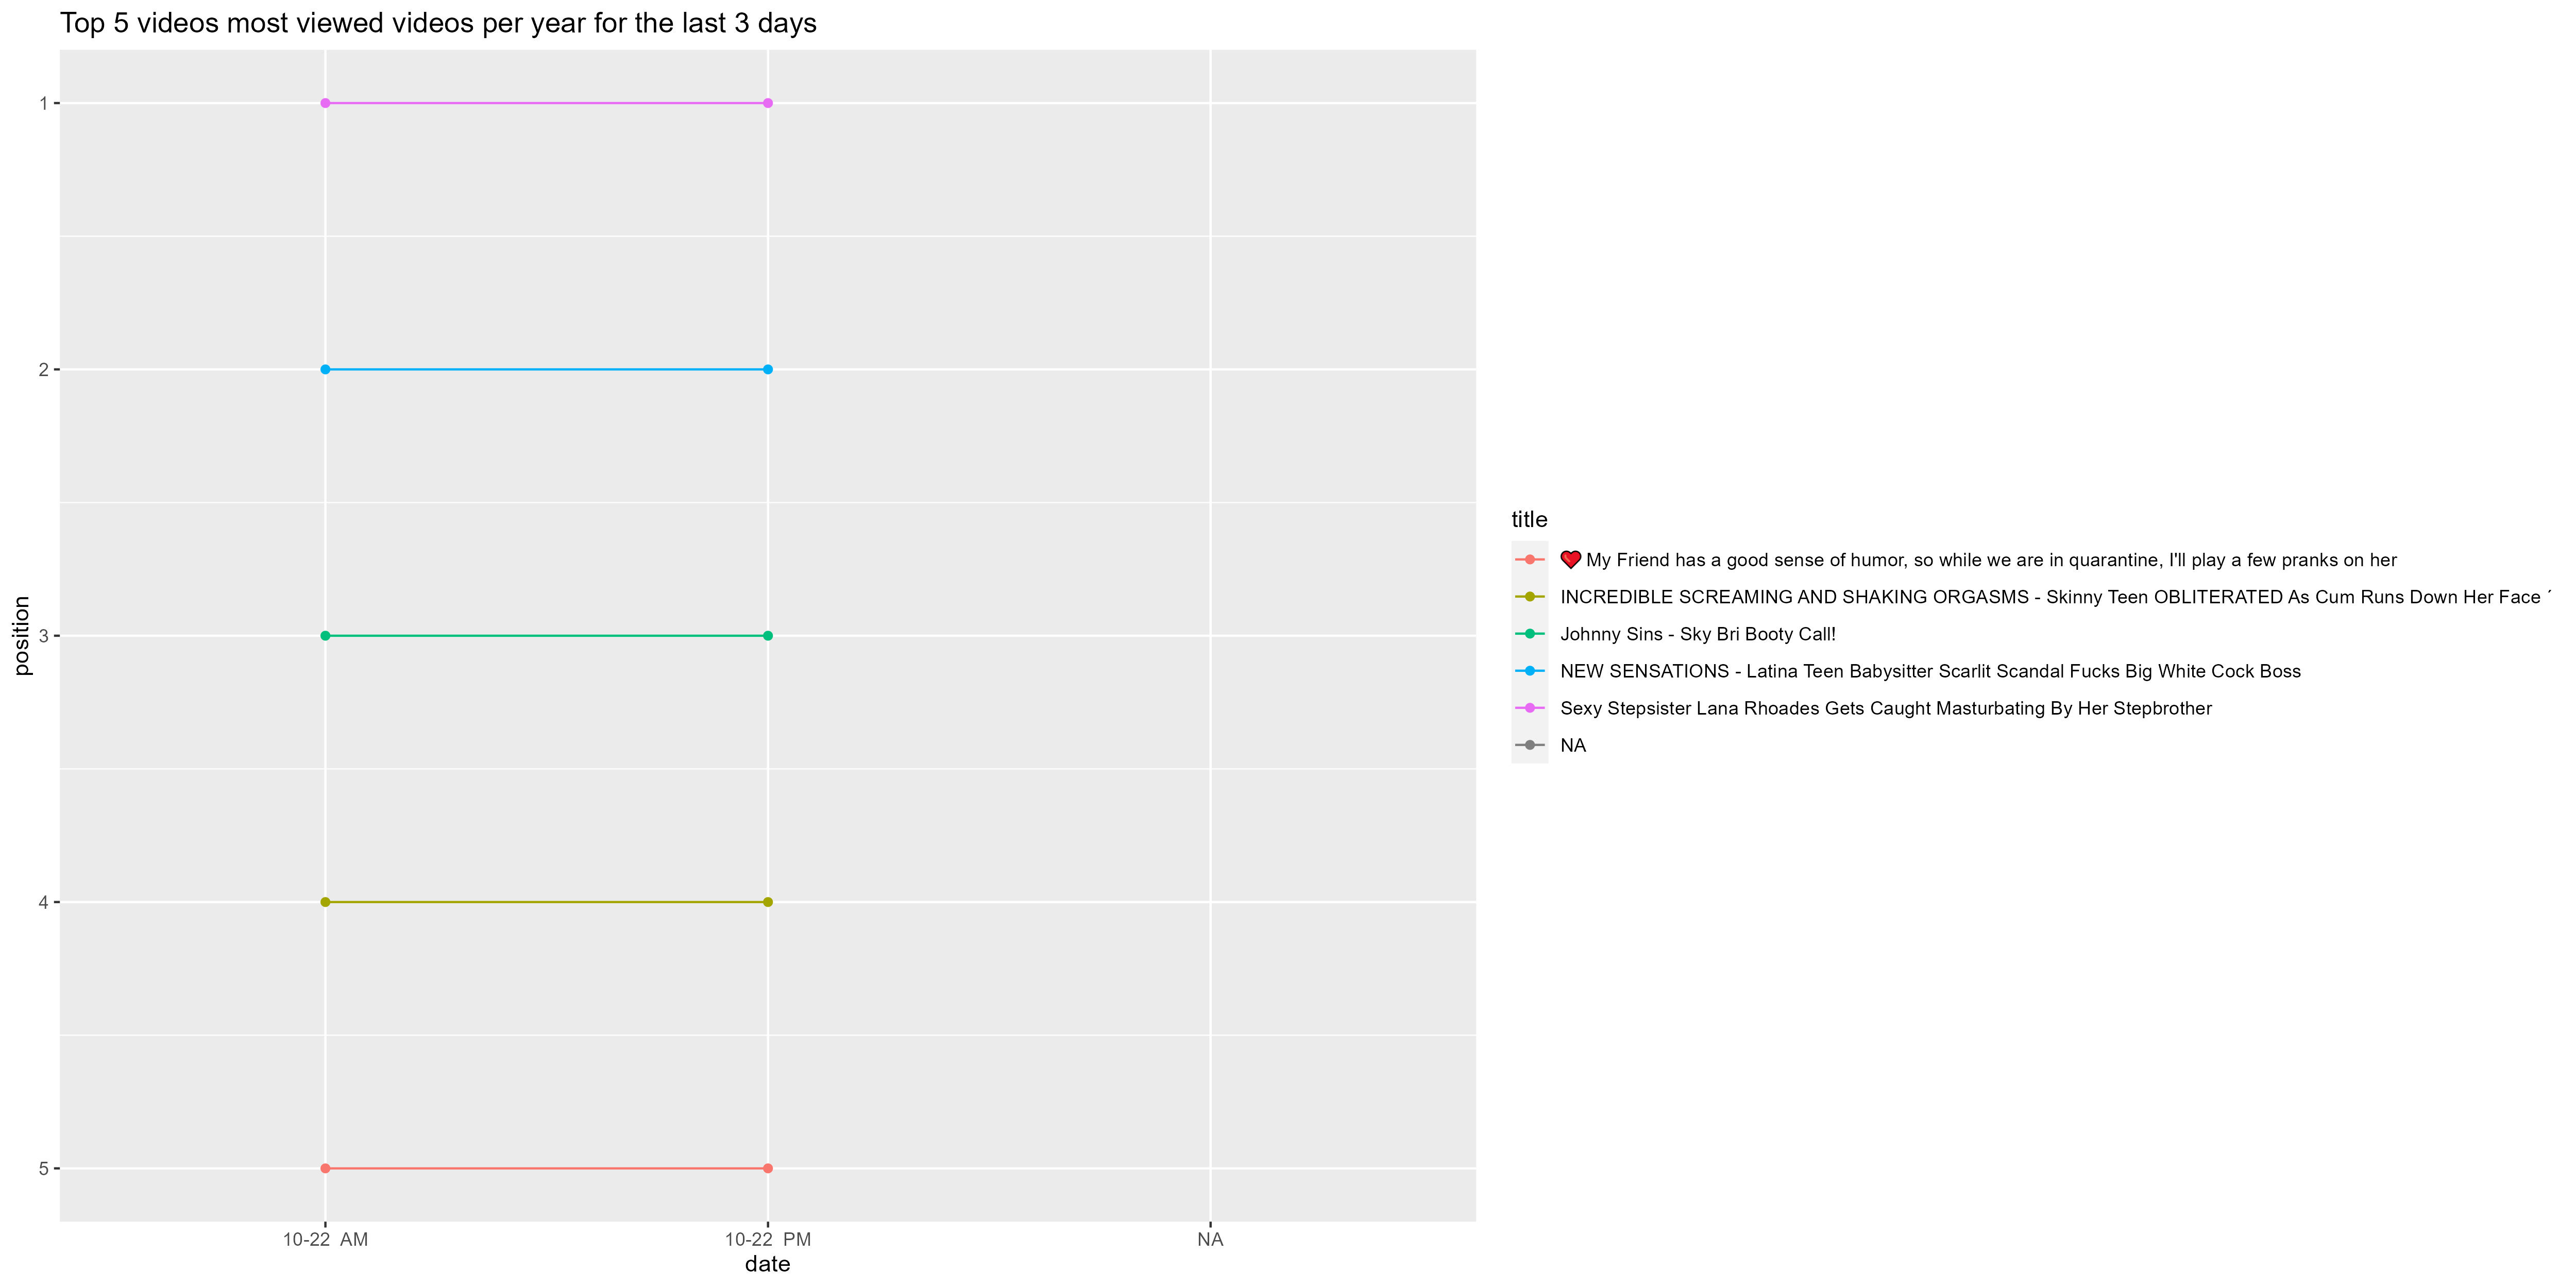 Top 5 videos most viewed videos per year for the last 3 days
position
1
2
3
4
5
10-22 AM
10-22 PM
NA
date
title
❤️ My Friend has a good sense of humor, so while we are in quarantine, I'll play a few pranks on her
INCREDIBLE SCREAMING AND SHAKING ORGASMS - Skinny Teen OBLITERATED As Cum Runs Down Her Face
Johnny Sins - Sky Bri Booty Call!
NEW SENSATIONS - Latina Teen Babysitter Scarlit Scandal Fucks Big White Cock Boss
Sexy Stepsister Lana Rhoades Gets Caught Masturbating By Her Stepbrother
NA